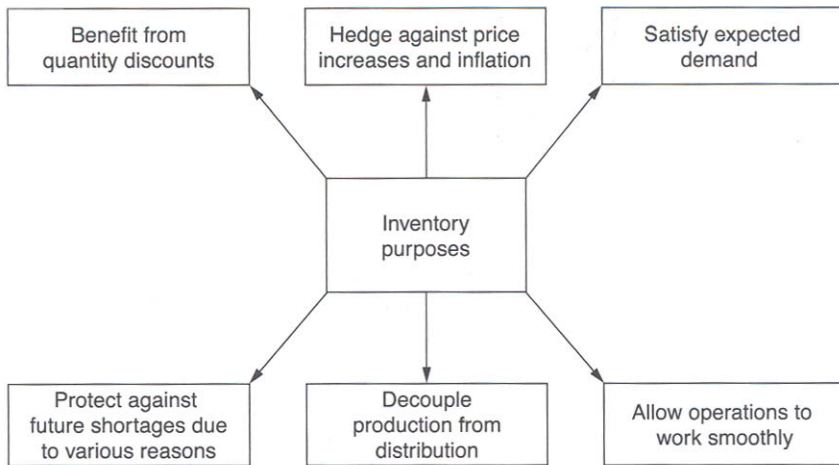 Benefit from
quantity discounts
Hedge against price
increases and inflation
Satisfy expected
demand
Inventory
purposes
Protect against
future shortages due
to various reasons
Decouple
production from
distribution
Allow operations to
work smoothly